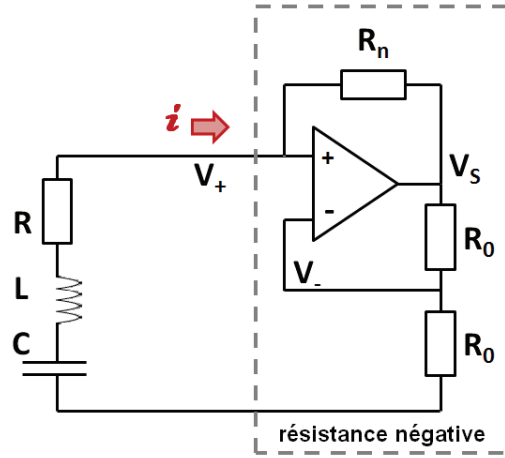 Rₙ
i
+
V₊
Vₛ
R
-
R₀
L
V₋
C
R₀
résistance négative